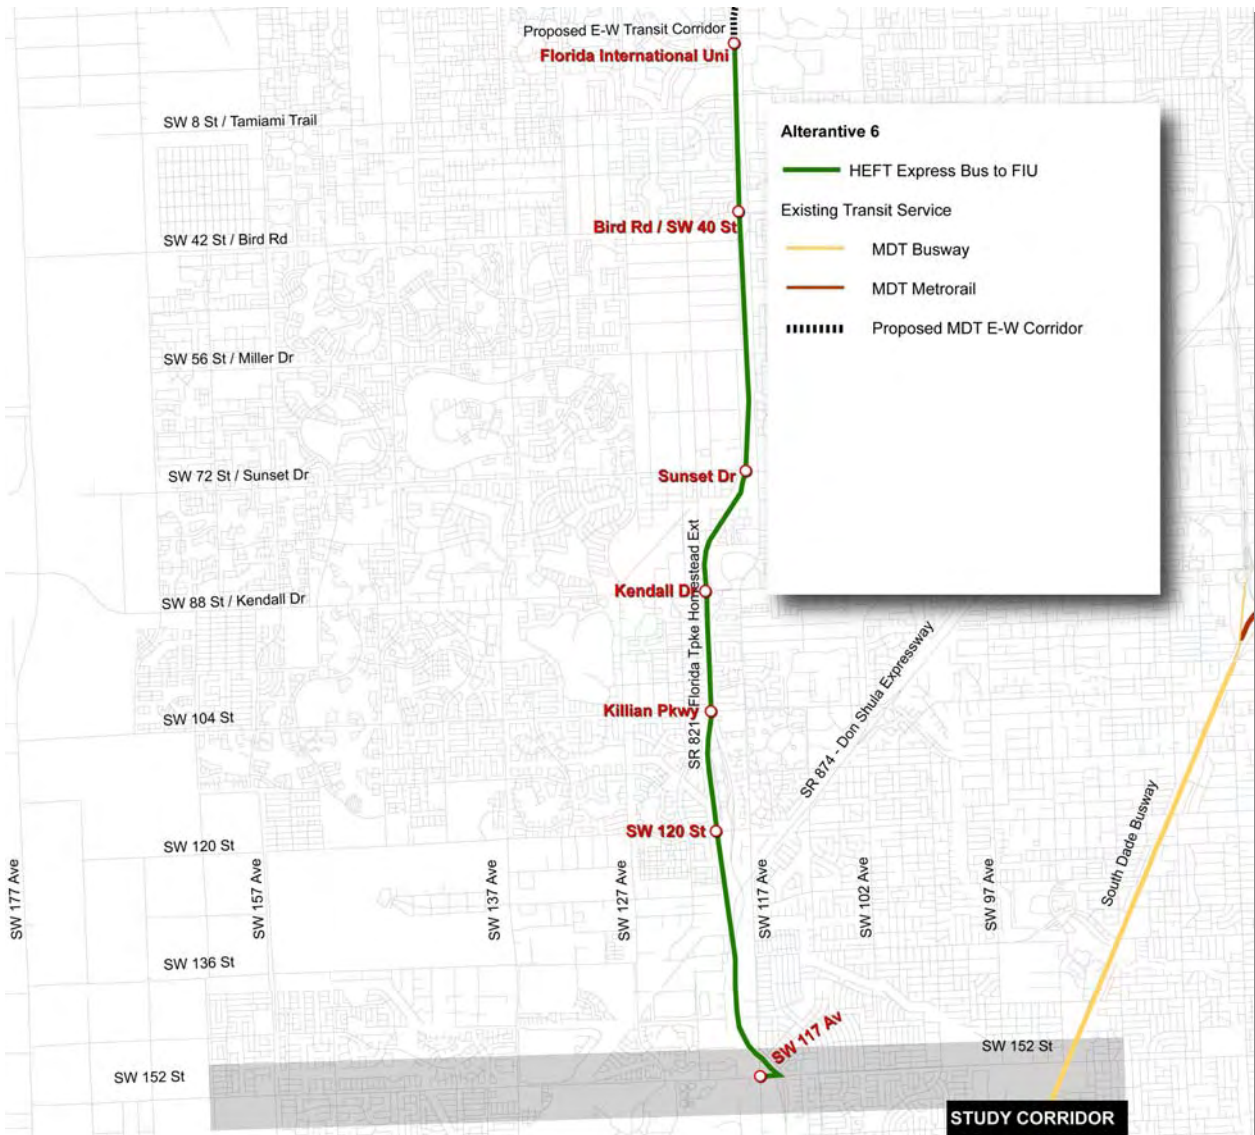 Proposed E-W Transit Corridor
Florida International Uni
SW 8 St / Tamiami Trail
Alterantive 6
HEFT Express Bus to FIU
Existing Transit Service
MDT Busway
MDT Metrorail
Proposed MDT E-W Corridor
Bird Rd / SW 40 St
SW 42 St / Bird Rd
SW 56 St / Miller Dr
SW 72 St / Sunset Dr
Sunset Dr
Kendall Dr
SW 88 St / Kendall Dr
SR 821 - Florida Tpke Homestead Ext
SR 874 - Don Shula Expressway
Killian Pkwy
SW 104 St
SW 120 St
SW 120 St
South Dade Busway
SW 177 Ave
SW 157 Ave
SW 137 Ave
SW 127 Ave
SW 117 Ave
SW 102 Ave
SW 97 Ave
SW 136 St
SW 117 Av
SW 152 St
SW 152 St
STUDY CORRIDOR